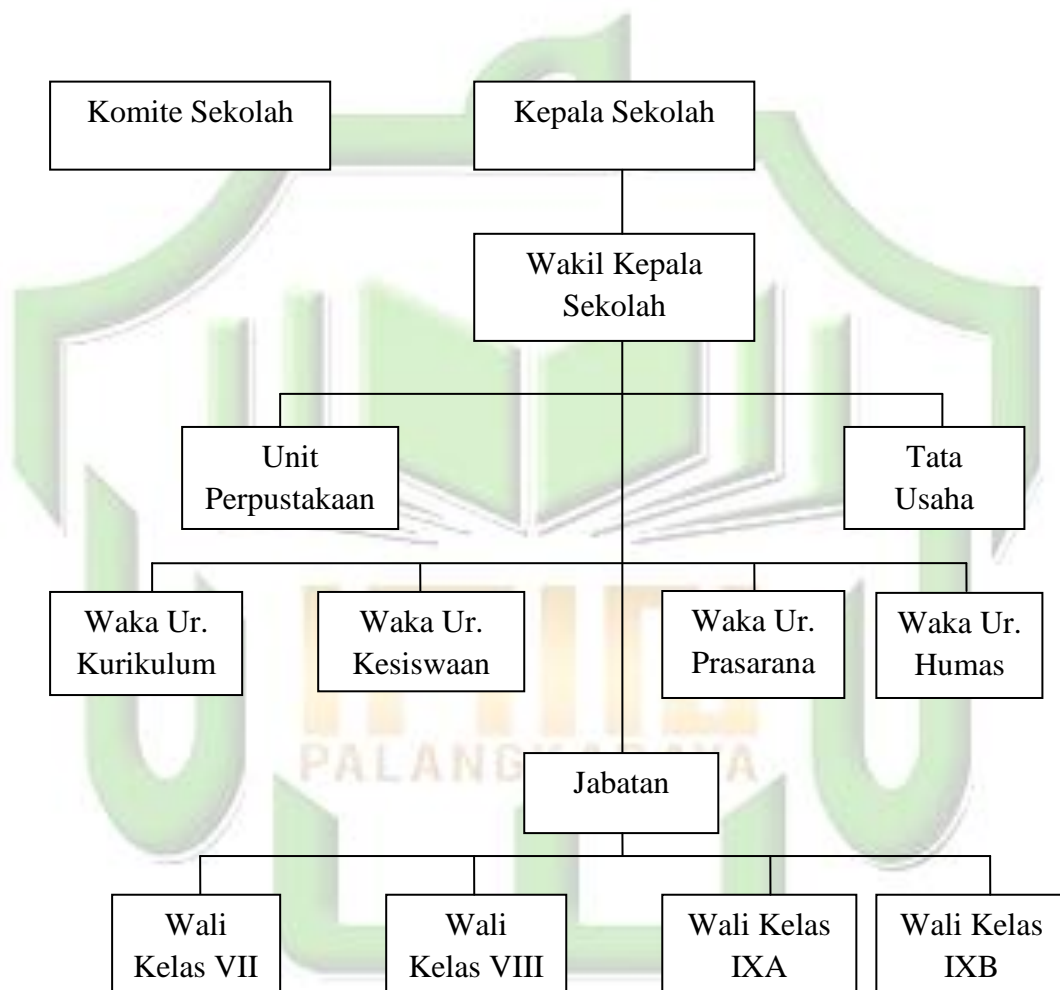 Komite Sekolah
Kepala Sekolah
Wakil Kepala
Sekolah
Unit
Perpustakaan
Tata
Usaha
Waka Ur.
Kurikulum
Waka Ur.
Kesiswaan
Waka Ur.
Prasarana
Waka Ur.
Humas
PALANGKARAYA
Jabatan
Wali
Kelas VII
Wali
Kelas VIII
Wali Kelas
IXA
Wali Kelas
IXB